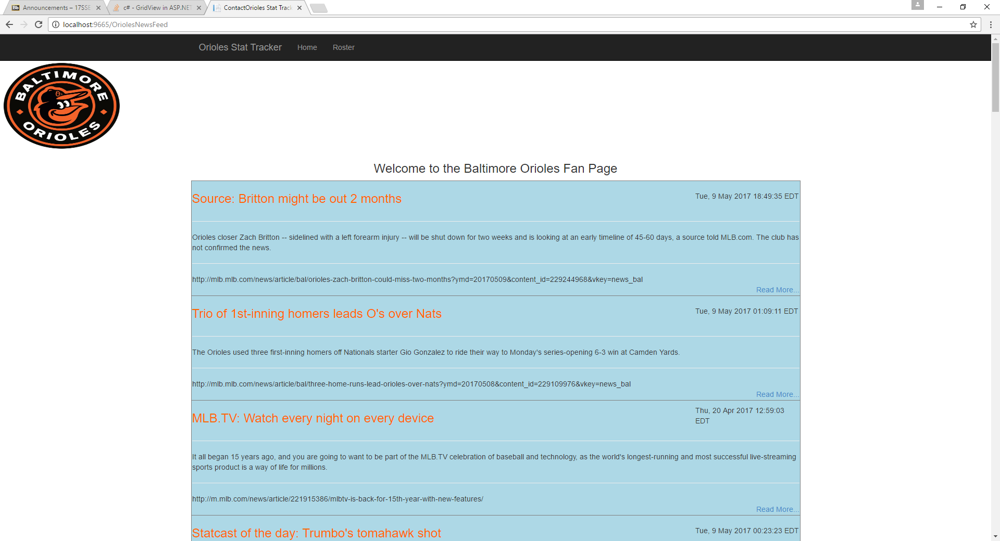 Bb Announcements – 17SSE
c# - GridView in ASP.NET
ContactOrioles Stat Track
localhost:9665/OriolesNewsFeed
Orioles Stat Tracker Home Roster
BALTIMORE
ORIOLES
Welcome to the Baltimore Orioles Fan Page
Source: Britton might be out 2 months
Tue, 9 May 2017 18:49:35 EDT
Orioles closer Zach Britton -- sidelined with a left forearm injury -- will be shut down for two weeks and is looking at an early timeline of 45-60 days, a source told MLB.com. The club has
not confirmed the news.
http://mlb.mlb.com/news/article/bal/orioles-zach-britton-could-miss-two-months?ymd=20170509&content_id=229244968&vkey=news_bal
Read More...
Trio of 1st-inning homers leads O's over Nats
Tue, 9 May 2017 01:09:11 EDT
The Orioles used three first-inning homers off Nationals starter Gio Gonzalez to ride their way to Monday's series-opening 6-3 win at Camden Yards.
http://mlb.mlb.com/news/article/bal/three-home-runs-lead-orioles-over-nats?ymd=20170508&content_id=229109976&vkey=news_bal
Read More...
MLB.TV: Watch every night on every device
Thu, 20 Apr 2017 12:59:03
EDT
It all began 15 years ago, and you are going to want to be part of the MLB.TV celebration of baseball and technology, as the world's longest-running and most successful live-streaming
sports product is a way of life for millions.
http://m.mlb.com/news/article/221915386/mlbtv-is-back-for-15th-year-with-new-features/
Read More...
Statcast of the day: Trumbo's tomahawk shot
Tue, 9 May 2017 00:23:23 EDT